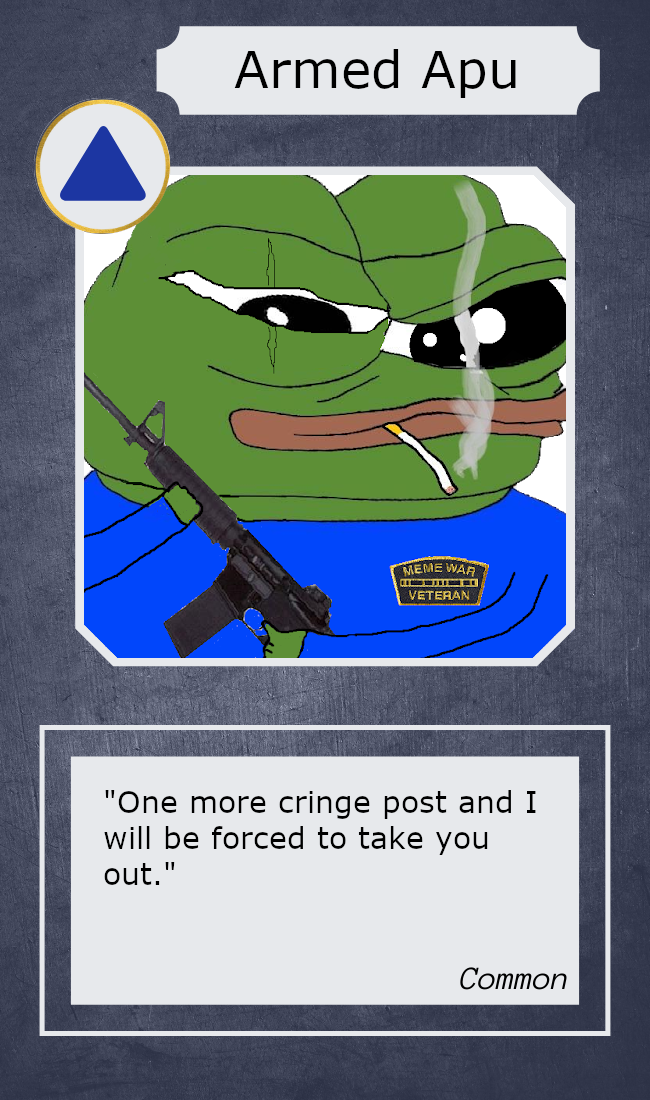 Armed Apu
MEME WAR
VETERAN
"One more cringe post and I
will be forced to take you
out."
Common